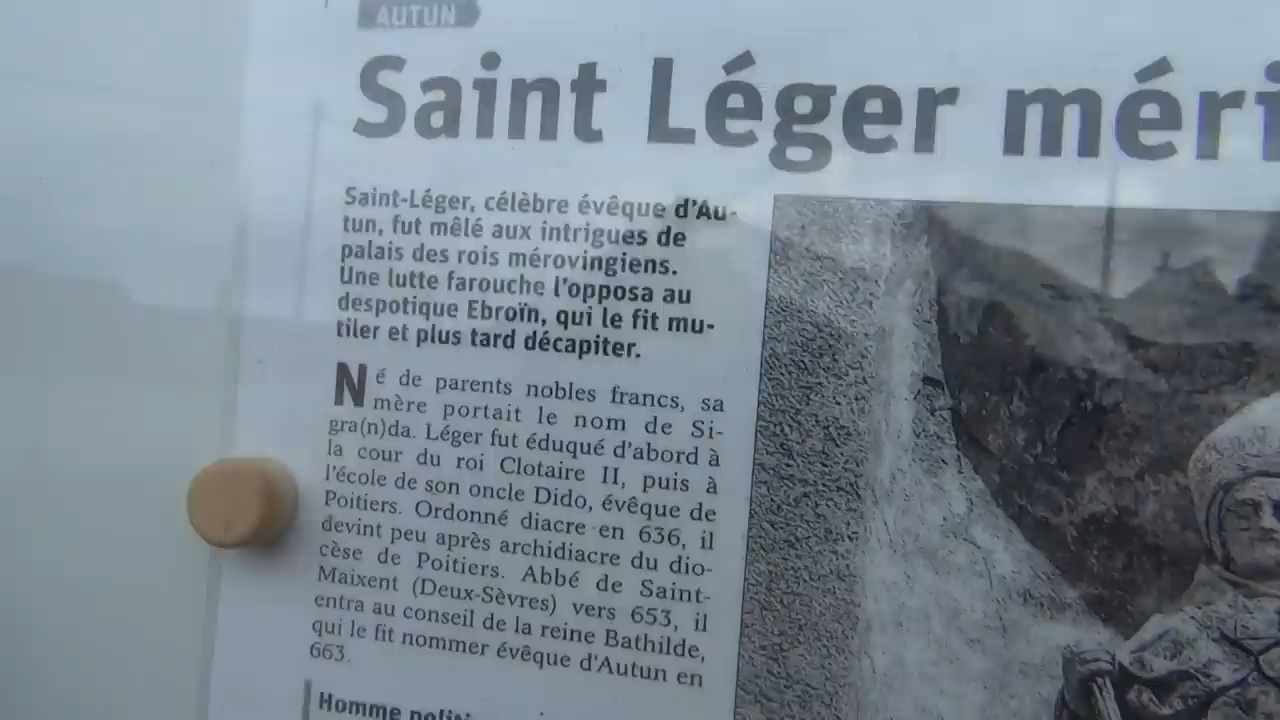 AUTUN
Saint Léger méri
Saint-Léger, célèbre évêque d'Au-
tun, fut mêlé aux intrigues de
palais des rois mérovingiens.
Une lutte farouche l'opposa au
despotique Ebroïn, qui le fit mu-
tiler et plus tard décapiter.
Né de parents nobles francs, sa
mère portait le nom de Si-
gra(n)da. Léger fut éduqué d'abord à
la cour du roi Clotaire II, puis à
l'école de son oncle Dido, évêque de
Poitiers. Ordonné diacre en 636, il
devint peu après archidiacre du dio-
cèse de Poitiers. Abbé de Saint-
Maixent (Deux-Sèvres) vers 653, il
entra au conseil de la reine Bathilde,
qui le fit nommer évêque d'Autun en
663.
Homme